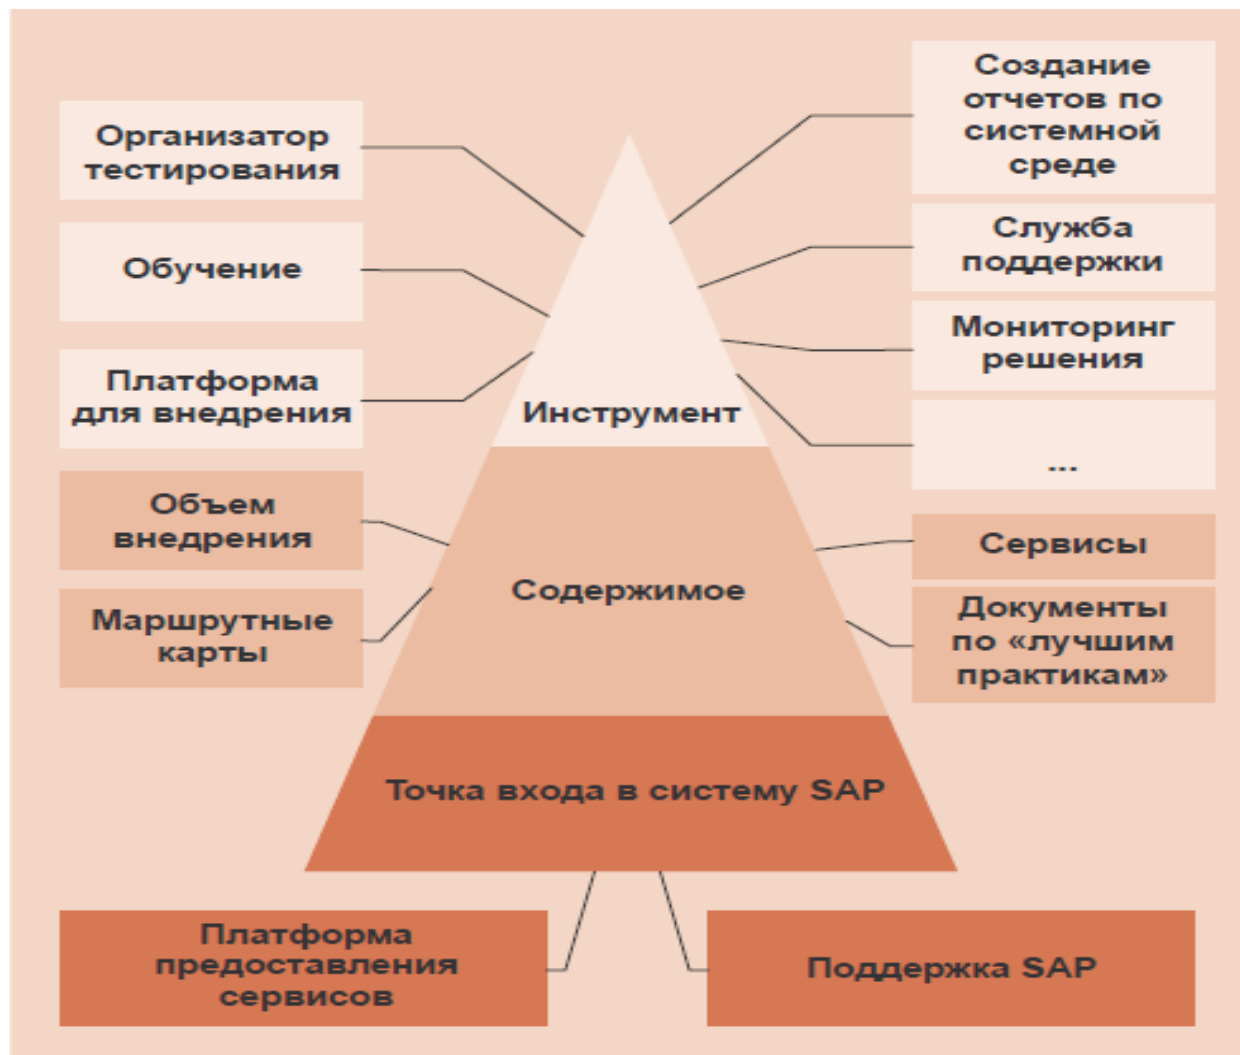 Организатор
тестирования
Обучение
Платформа
для внедрения
Объем
внедрения
Маршрутные
карты
Создание
отчетов по
системной
среде
Служба
поддержки
Мониторинг
решения
...
Сервисы
Документы
по «лучшим
практикам»
Инструмент
Содержимое
Точка входа в систему SAP
Платформа
предоставления
сервисов
Поддержка SAP